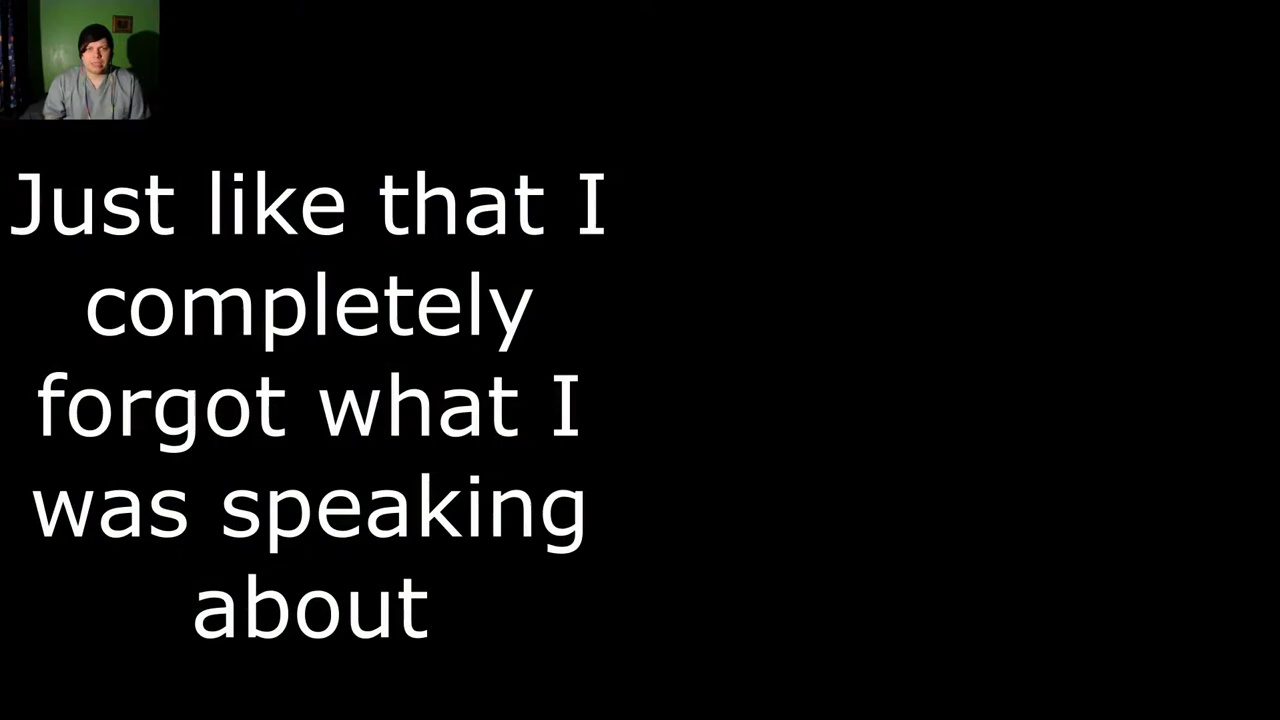 Just like that I
completely
forgot what I
was speaking
about